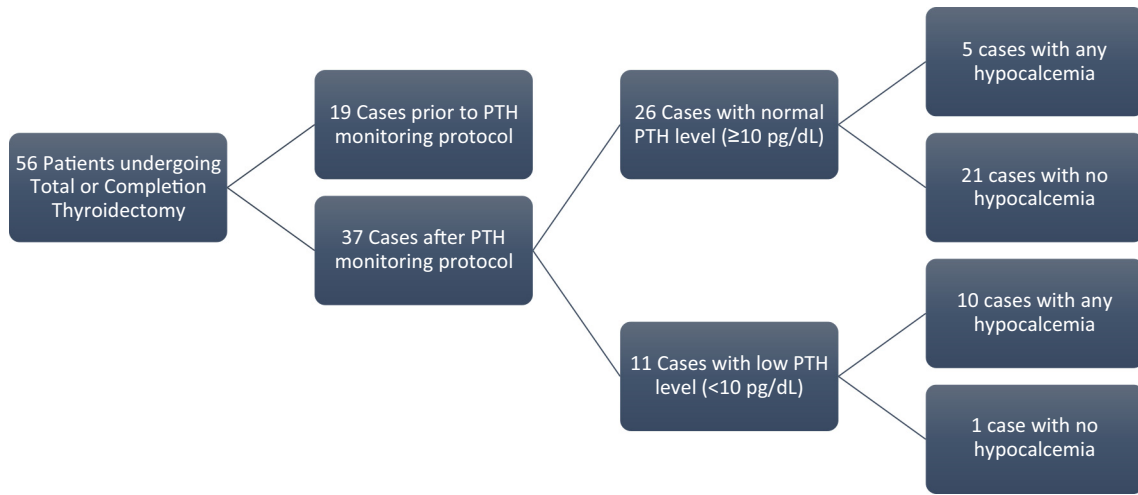 56 Patients undergoing
Total or Completion
Thyroidectomy
19 Cases prior to PTH
monitoring protocol
37 Cases after PTH
monitoring protocol
26 Cases with normal
PTH level (≥10 pg/dL)
11 Cases with low PTH
level (<10 pg/dL)
5 cases with any
hypocalcemia
21 cases with no
hypocalcemia
10 cases with any
hypocalcemia
1 case with no
hypocalcemia